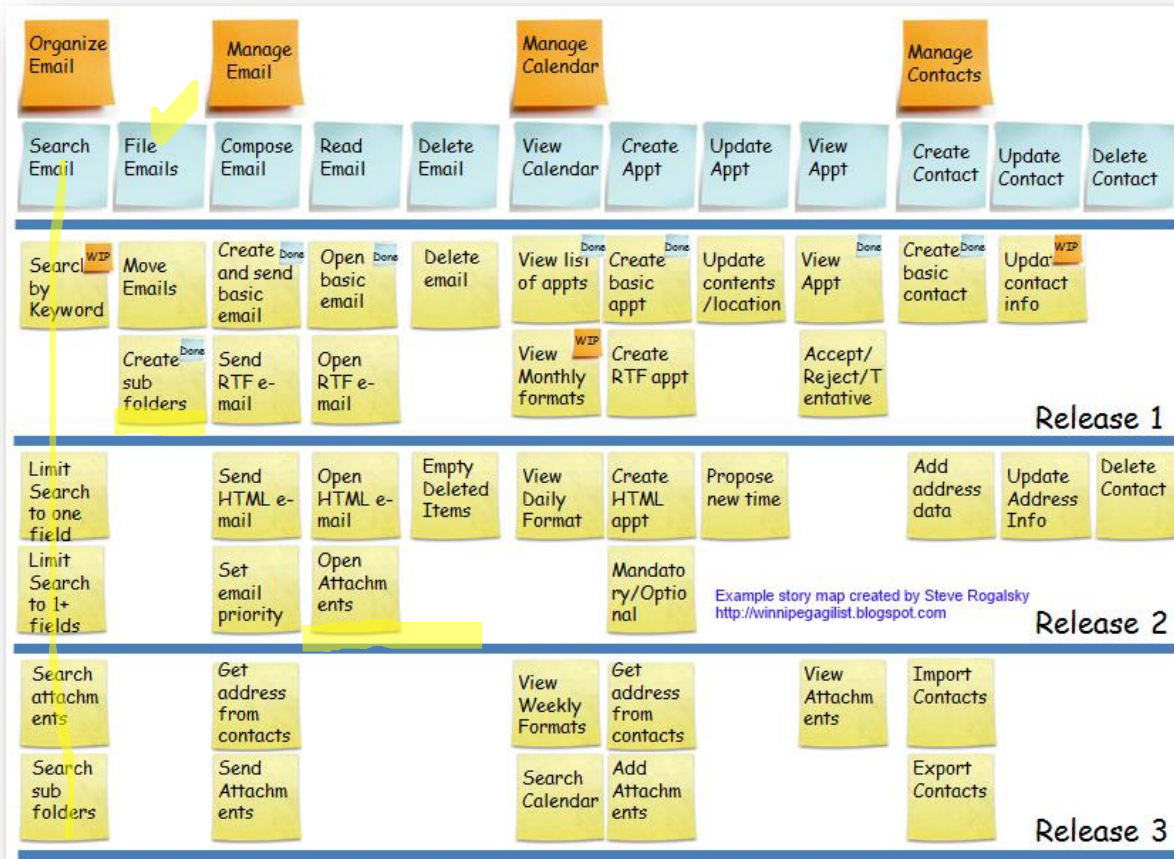 Organize
Email
Manage
Email
Manage
Calendar
Manage
Contacts
Search
Email
File
Emails
Compose
Email
Read
Email
Delete
Email
View
Calendar
Create
Appt
Update
Appt
View
Appt
Create
Contact
Update
Contact
Delete
Contact
Search
by
Keyword
WIP
Move
Emails
Create
and send
basic
email
Done
Open
basic
email
Done
Delete
email
View list
of appts
Done
Create
basic
appt
Done
Update
contents
/location
View
Appt
Done
Create
basic
contact
Done
Updat
contact
info
WIP
Create
sub
folders
Done
Send
RTF e-
mail
Open
RTF e-
mail
View
Monthly
formats
WIP
Create
RTF appt
Accept/
Reject/T
entative
Release 1
Limit
Search
to one
field
Send
HTML e-
mail
Open
HTML e-
mail
Empty
Deleted
Items
View
Daily
Format
Create
HTML
appt
Propose
new time
Add
address
data
Update
Address
Info
Delete
Contact
Limit
Search
to 1+
fields
Set
email
priority
Open
Attachm
ents
Mandato
ry/Optio
nal
Example story map created by Steve Rogalsky
http://winnipegagilist.blogspot.com
Release 2
Search
attachm
ents
Get
address
from
contacts
View
Weekly
Formats
Get
address
from
contacts
View
Attachm
ents
Import
Contacts
Search
sub
folders
Send
Attachm
ents
Search
Calendar
Add
Attachm
ents
Export
Contacts
Release 3